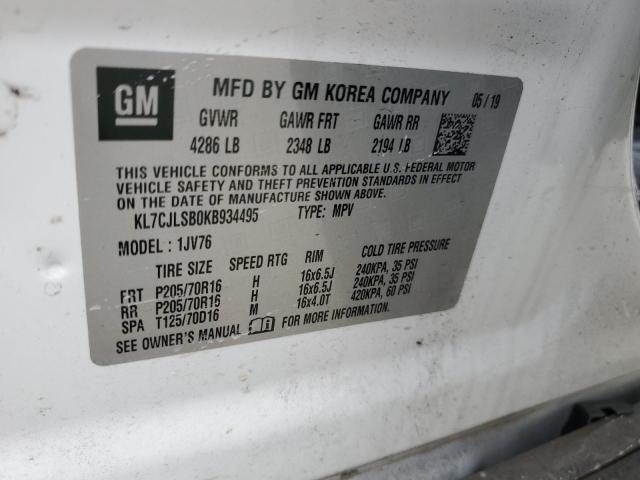 GM
MFD BY GM KOREA COMPANY 05/19
GVWR GAWR FRT GAWR RR
4286 LB 2348 LB 2194 LB
THIS VEHICLE CONFORMS TO ALL APPLICABLE U.S. FEDERAL MOTOR
VEHICLE SAFETY AND THEFT PREVENTION STANDARDS IN EFFECT
ON THE DATE OF MANUFACTURE SHOWN ABOVE.
KL7CJLSB0KB934495 TYPE: MPV
MODEL: 1JV76
TIRE SIZE SPEED RTG RIM COLD TIRE PRESSURE
FRT P205/70R16 H 16x6.5J 240KPA, 35 PSI
RR P205/70R16 H 16x6.5J 240KPA, 35 PSI
SPA T125/70D16 M 16x4.0T 420KPA, 60 PSI
SEE OWNER'S MANUAL FOR MORE INFORMATION.